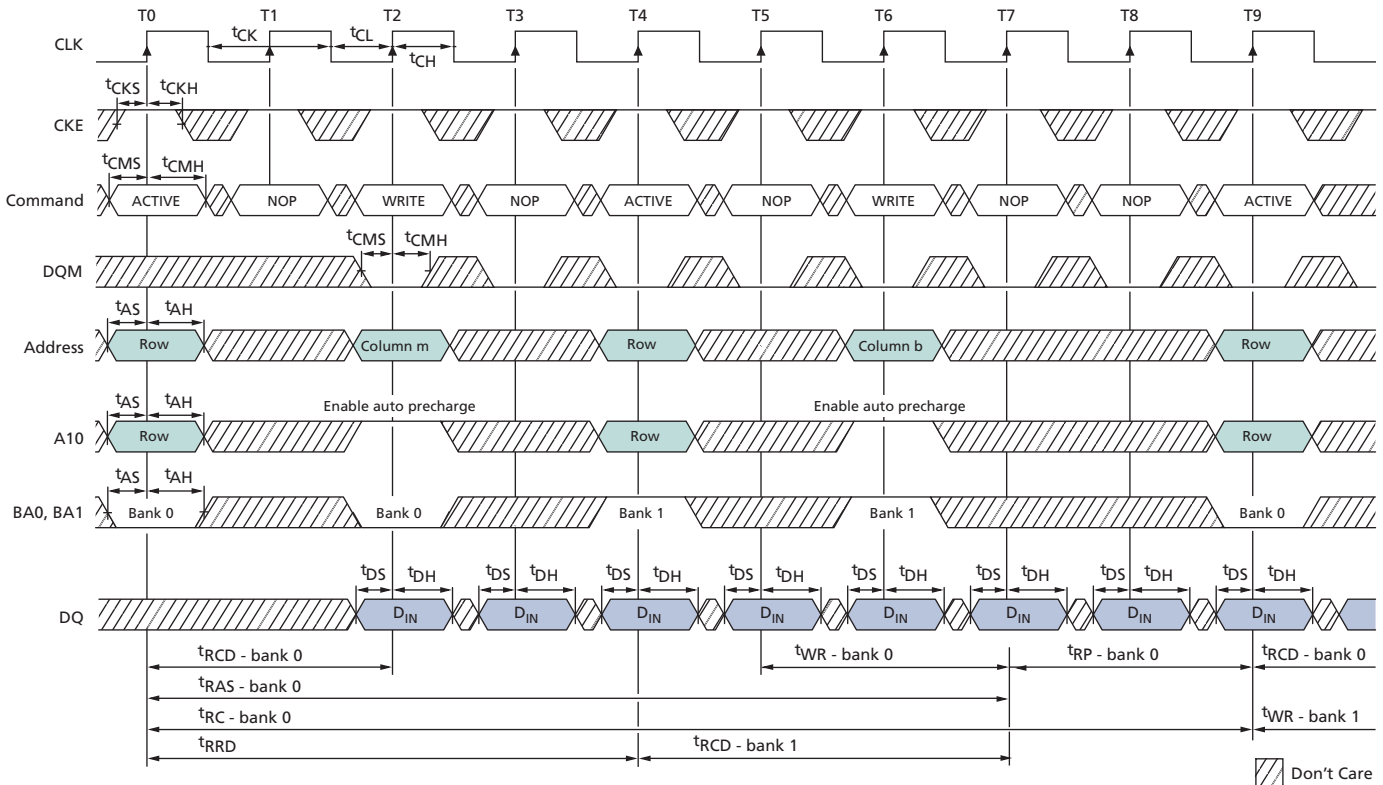 T0 T1 T2 T3 T4 T5 T6 T7 T8 T9
CLK
tCK tCL
tCH
tCKS tCKH
CKE
tCMS tCMH
Command ACTIVE NOP WRITE NOP ACTIVE NOP WRITE NOP NOP ACTIVE
tCMS tCMH
DQM
tAS tAH
Address Row Column m Row Column b Row
tAS tAH Enable auto precharge Enable auto precharge
A10 Row Row Row
tAS tAH
BA0, BA1 Bank 0 Bank 0 Bank 1 Bank 1 Bank 0
tDS tDH tDS tDH tDS tDH tDS tDH tDS tDH tDS tDH tDS tDH tDS tDH
DQ DIN DIN DIN DIN DIN DIN DIN DIN
tRCD - bank 0 tWR - bank 0 tRP - bank 0 tRCD - bank 0
tRAS - bank 0
tRC - bank 0 tWR - bank 1
tRRD tRCD - bank 1
Don't Care